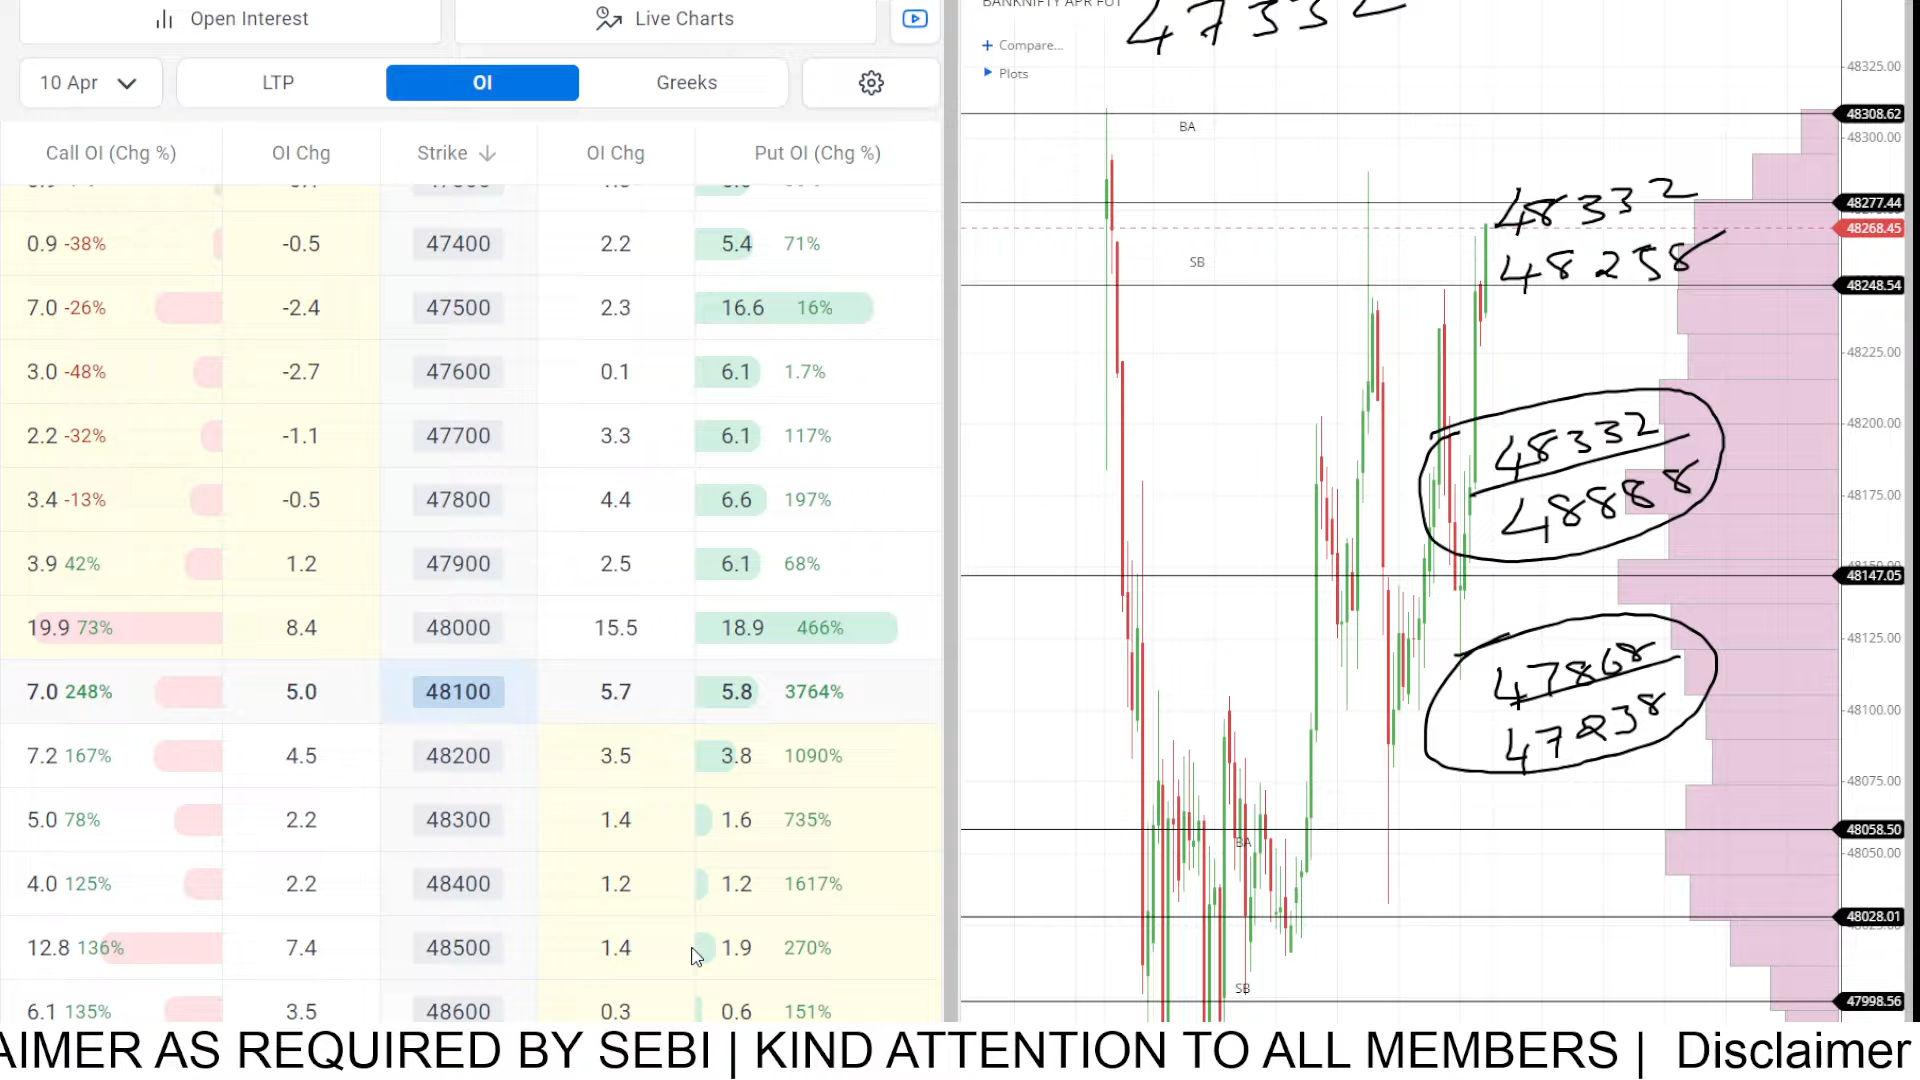 Open Interest
Live Charts
10 Apr
LTP
OI
Greeks
Call OI (Chg %)
OI Chg
Strike ↓
OI Chg
Put OI (Chg %)
0.9 -38% -0.5 47400 2.2 5.4 71%
7.0 -26% -2.4 47500 2.3 16.6 16%
3.0 -48% -2.7 47600 0.1 6.1 1.7%
2.2 -32% -1.1 47700 3.3 6.1 117%
3.4 -13% -0.5 47800 4.4 6.6 197%
3.9 42% 1.2 47900 2.5 6.1 68%
19.9 73% 8.4 48000 15.5 18.9 466%
7.0 248% 5.0 48100 5.7 5.8 3764%
7.2 167% 4.5 48200 3.5 3.8 1090%
5.0 78% 2.2 48300 1.4 1.6 735%
4.0 125% 2.2 48400 1.2 1.2 1617%
12.8 136% 7.4 48500 1.4 1.9 270%
6.1 135% 3.5 48600 0.3 0.6 151%
BANKNIFTY APR FUT
47332
+ Compare...
Plots
BA
SB
48332
48258
48332
48888
47868
BA
SB
48325.00
48308.62
48300.00
48277.44
48268.45
48248.54
48225.00
48200.00
48175.00
48147.05
48125.00
48100.00
48075.00
48058.50
48050.00
48028.01
47998.56
AIMER AS REQUIRED BY SEBI | KIND ATTENTION TO ALL MEMBERS | Disclaimer